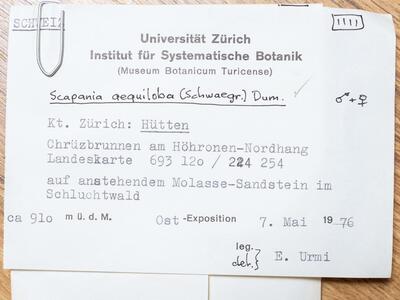 SCHWEIZ
Universität Zürich
Institut für Systematische Botanik
(Museum Botanicum Turicense)
Scapania aequiloba (Schwaegr.) Dum. ✓ ♂+♀
Kt. Zürich: Hütten
Chrüzbrunnen am Höhronen-Nordhang
Landeskarte 693 120 / 224 254
auf anstehendem Molasse-Sandstein im
Schluchtwald
ca 910 m ü. d. M. Ost-Exposition 7. Mai 1976
leg.
det.} E. Urmi